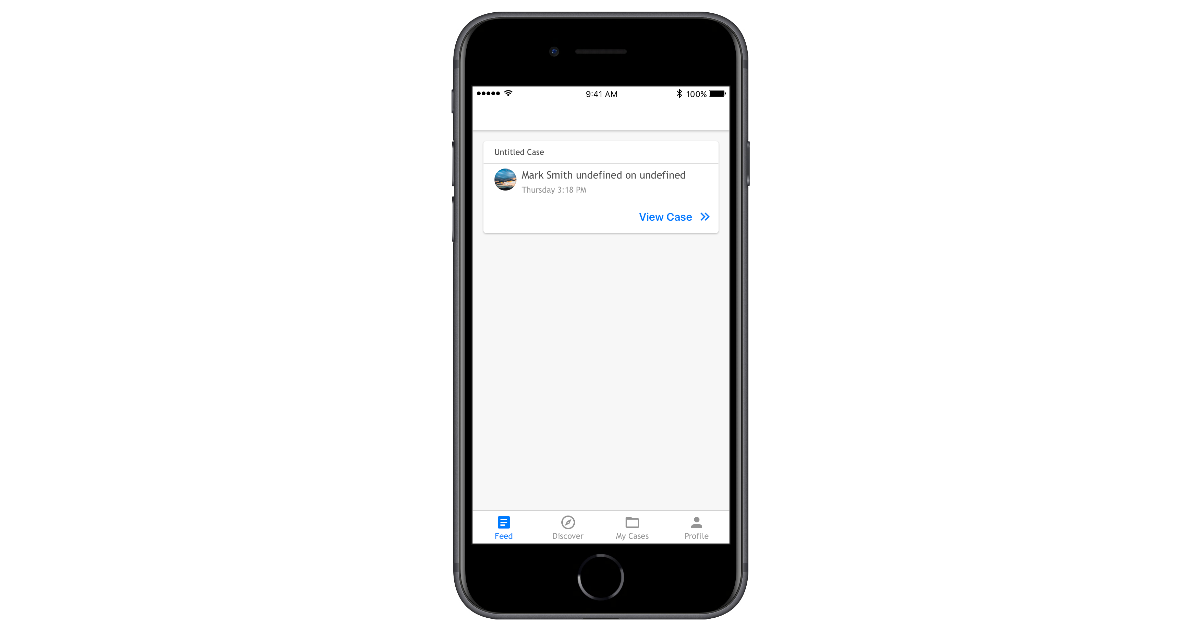 9:41 AM
100%
Untitled Case
Mark Smith undefined on undefined
Thursday 3:18 PM
View Case
Feed
Discover
My Cases
Profile